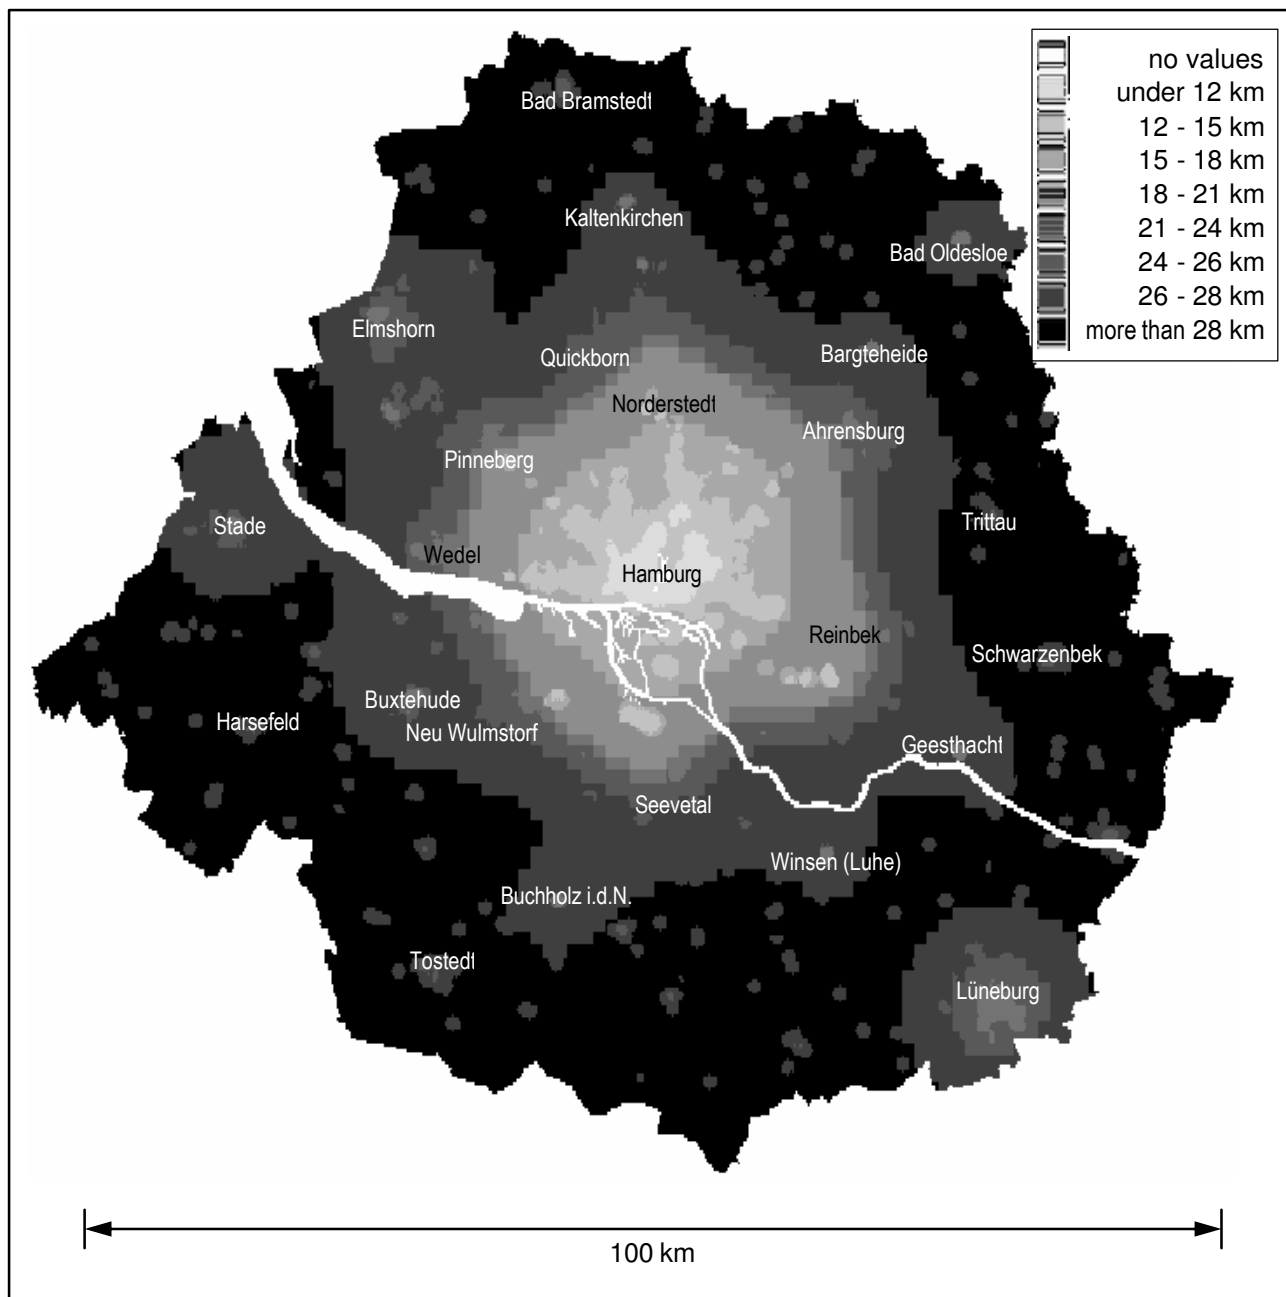 no values
under 12 km
12 - 15 km
15 - 18 km
18 - 21 km
21 - 24 km
24 - 26 km
26 - 28 km
more than 28 km
Bad Bramstedt
Kaltenkirchen
Bad Oldesloe
Elmshorn
Quickborn
Bargteheide
Norderstedt
Ahrensburg
Pinneberg
Stade
Trittau
Wedel
Hamburg
Reinbek
Schwarzenbek
Buxtehude
Harsefeld
Neu Wulmstorf
Geesthacht
Seevetal
Winsen (Luhe)
Buchholz i.d.N.
Tostedt
Lüneburg
100 km